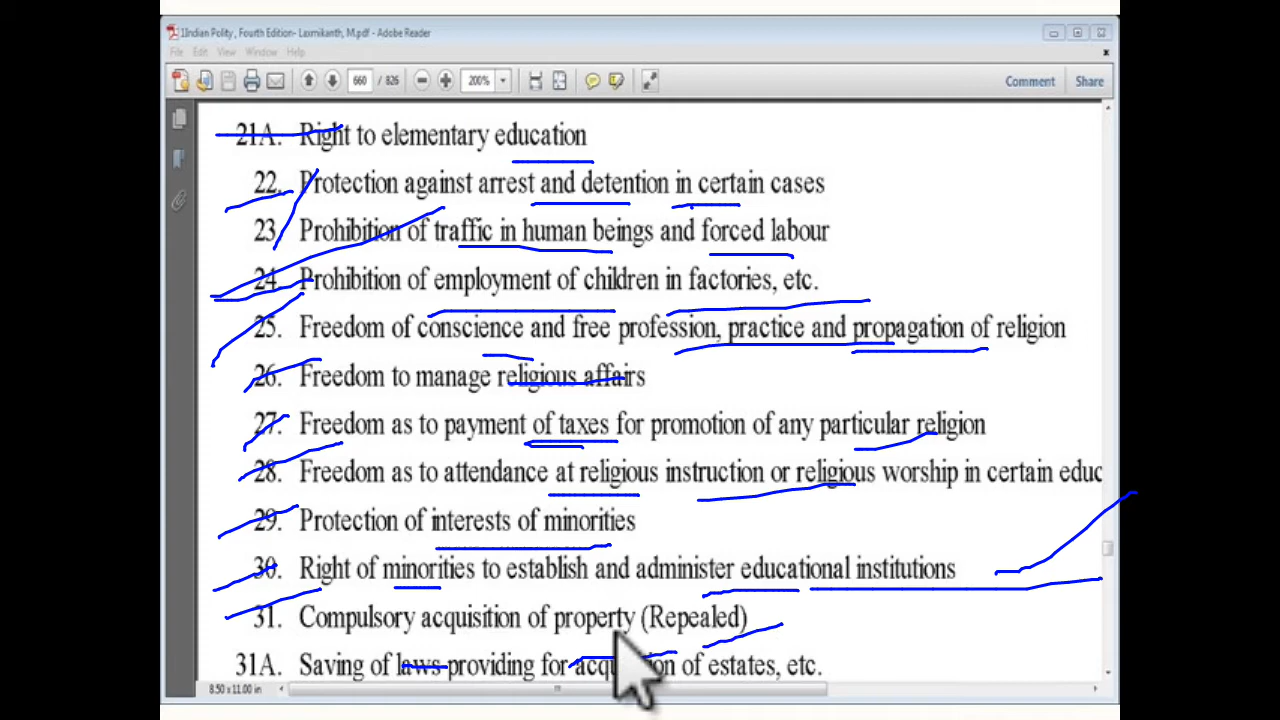 1Indian Polity, Fourth Edition- Laxmikanth, M.pdf - Adobe Reader
File Edit View Window Help
660 / 826 200% Comment Share
21A. Right to elementary education
22. Protection against arrest and detention in certain cases
23. Prohibition of traffic in human beings and forced labour
24. Prohibition of employment of children in factories, etc.
25. Freedom of conscience and free profession, practice and propagation of religion
26. Freedom to manage religious affairs
27. Freedom as to payment of taxes for promotion of any particular religion
28. Freedom as to attendance at religious instruction or religious worship in certain educ
29. Protection of interests of minorities
30. Right of minorities to establish and administer educational institutions
31. Compulsory acquisition of property (Repealed)
31A. Saving of laws providing for acquisition of estates, etc.
8.50 x 11.00 in